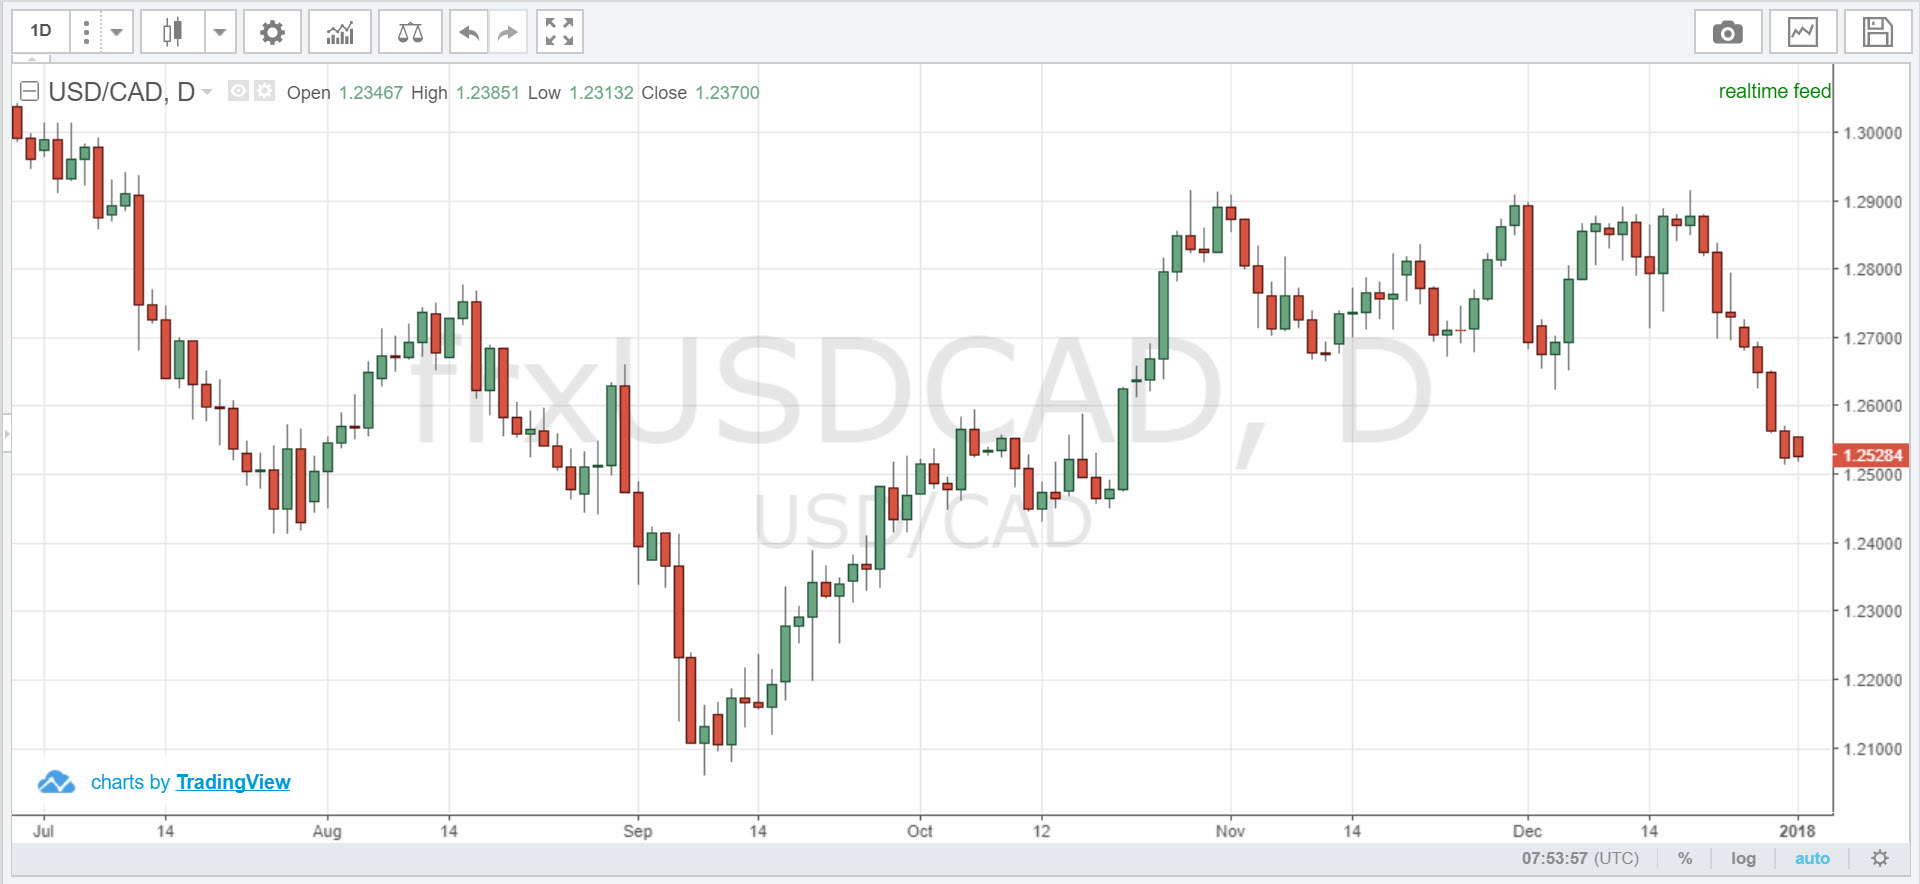 1D
USD/CAD, D Open 1.23467 High 1.23851 Low 1.23132 Close 1.23700
realtime feed
1.30000
1.29000
1.28000
1.27000
1.26000
1.25284
1.25000
1.24000
1.23000
1.22000
1.21000
frxUSDCAD, D
USD/CAD
charts by TradingView
Jul 14 Aug 14 Sep 14 Oct 12 Nov 14 Dec 14 2018
07:53:57 (UTC) % log auto